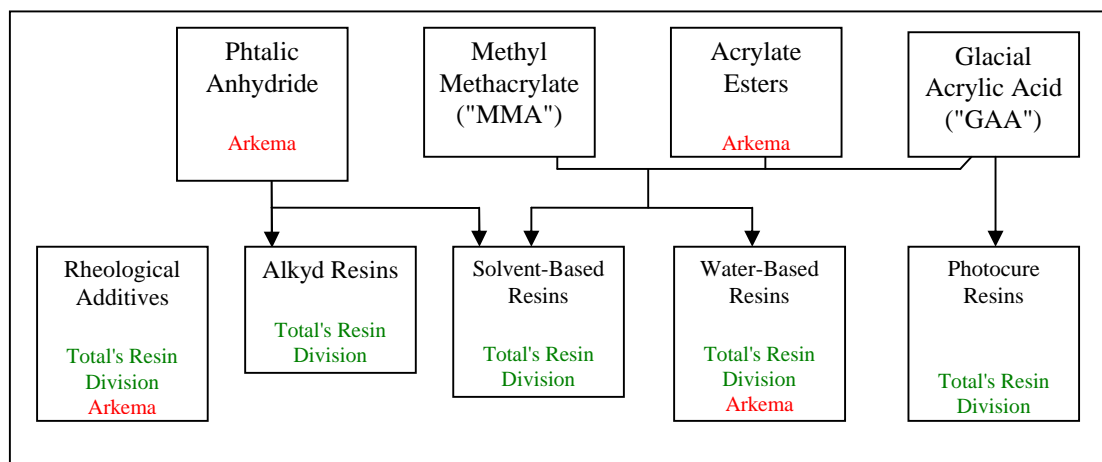 Phtalic
Anhydride
Arkema
Methyl
Methacrylate
("MMA")
Acrylate
Esters
Arkema
Glacial
Acrylic Acid
("GAA")
Rheological
Additives
Total's Resin
Division
Arkema
Alkyd Resins
Total's Resin
Division
Solvent-Based
Resins
Total's Resin
Division
Water-Based
Resins
Total's Resin
Division
Arkema
Photocure
Resins
Total's Resin
Division